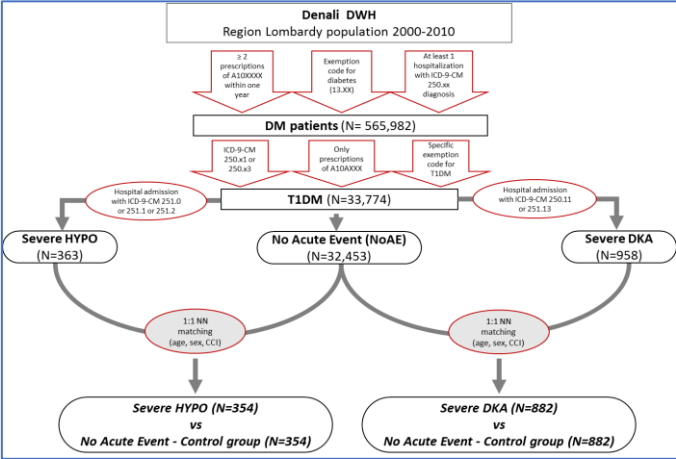 Denali DWH
Region Lombardy population 2000-2010
≥ 2
prescriptions
of A10XXXX
within one
year
Exemption
code for
diabetes
(13.XX)
At least 1
hospitalization
with ICD-9-CM
250.xx
diagnosis
DM patients (N= 565,982)
ICD-9-CM
250.x1 or
250.x3
Only
prescriptions
of A10AXXX
Specific
exemption
code for
T1DM
Hospital admission
with ICD-9-CM 251.0
or 251.1 or 251.2
T1DM (N=33,774)
Hospital admission
with ICD-9-CM 250.11
or 251.13
Severe HYPO
(N=363)
No Acute Event (NoAE)
(N=32,453)
Severe DKA
(N=958)
1:1 NN
matching
(age, sex, CCI)
1:1 NN
matching
(age, sex, CCI)
Severe HYPO (N=354)
vs
No Acute Event - Control group (N=354)
Severe DKA (N=882)
vs
No Acute Event - Control group (N=882)